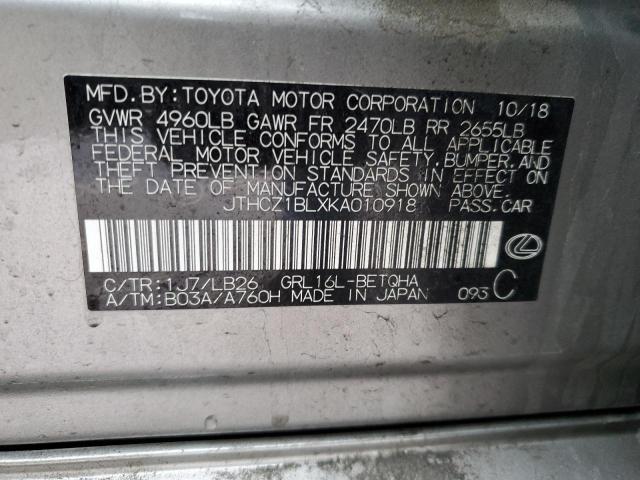 MFD.BY:TOYOTA MOTOR CORPORATION 10/18
GVWR 4960LB GAWR FR 2470LB RR 2655LB
THIS VEHICLE CONFORMS TO ALL APPLICABLE
FEDERAL MOTOR VEHICLE SAFETY,BUMPER,AND
THEFT PREVENTION STANDARDS IN EFFECT ON
THE DATE OF MANUFACTURE SHOWN ABOVE.
JTHCZ1BLXKA010918 PASS.CAR
C/TR:1J7/LB26 GRL16L-BETQHA
A/TM:B03A/A760H MADE IN JAPAN 093 C